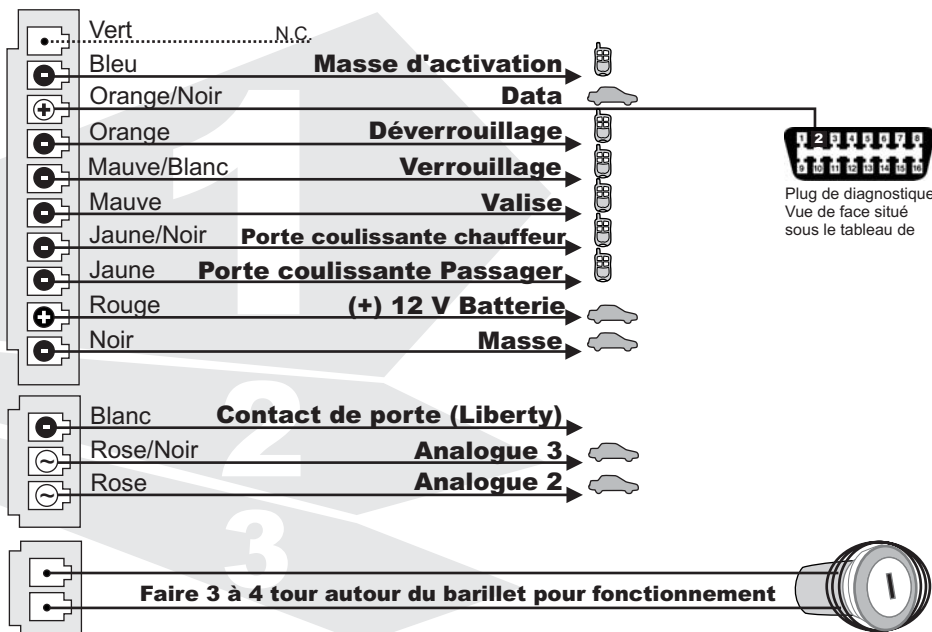 1
2
3
Vert N.C.
Bleu Masse d'activation
Orange/Noir Data
Orange Déverrouillage
Mauve/Blanc Verrouillage
Mauve Valise
Jaune/Noir Porte coulissante chauffeur
Jaune Porte coulissante Passager
Rouge (+) 12 V Batterie
Noir Masse
1 2 3 4 5 6 7 8
9 10 11 12 13 14 15 16
Plug de diagnostique
Vue de face situé
sous le tableau de
Blanc Contact de porte (Liberty)
Rose/Noir Analogue 3
Rose Analogue 2
Faire 3 à 4 tour autour du barillet pour fonctionnement